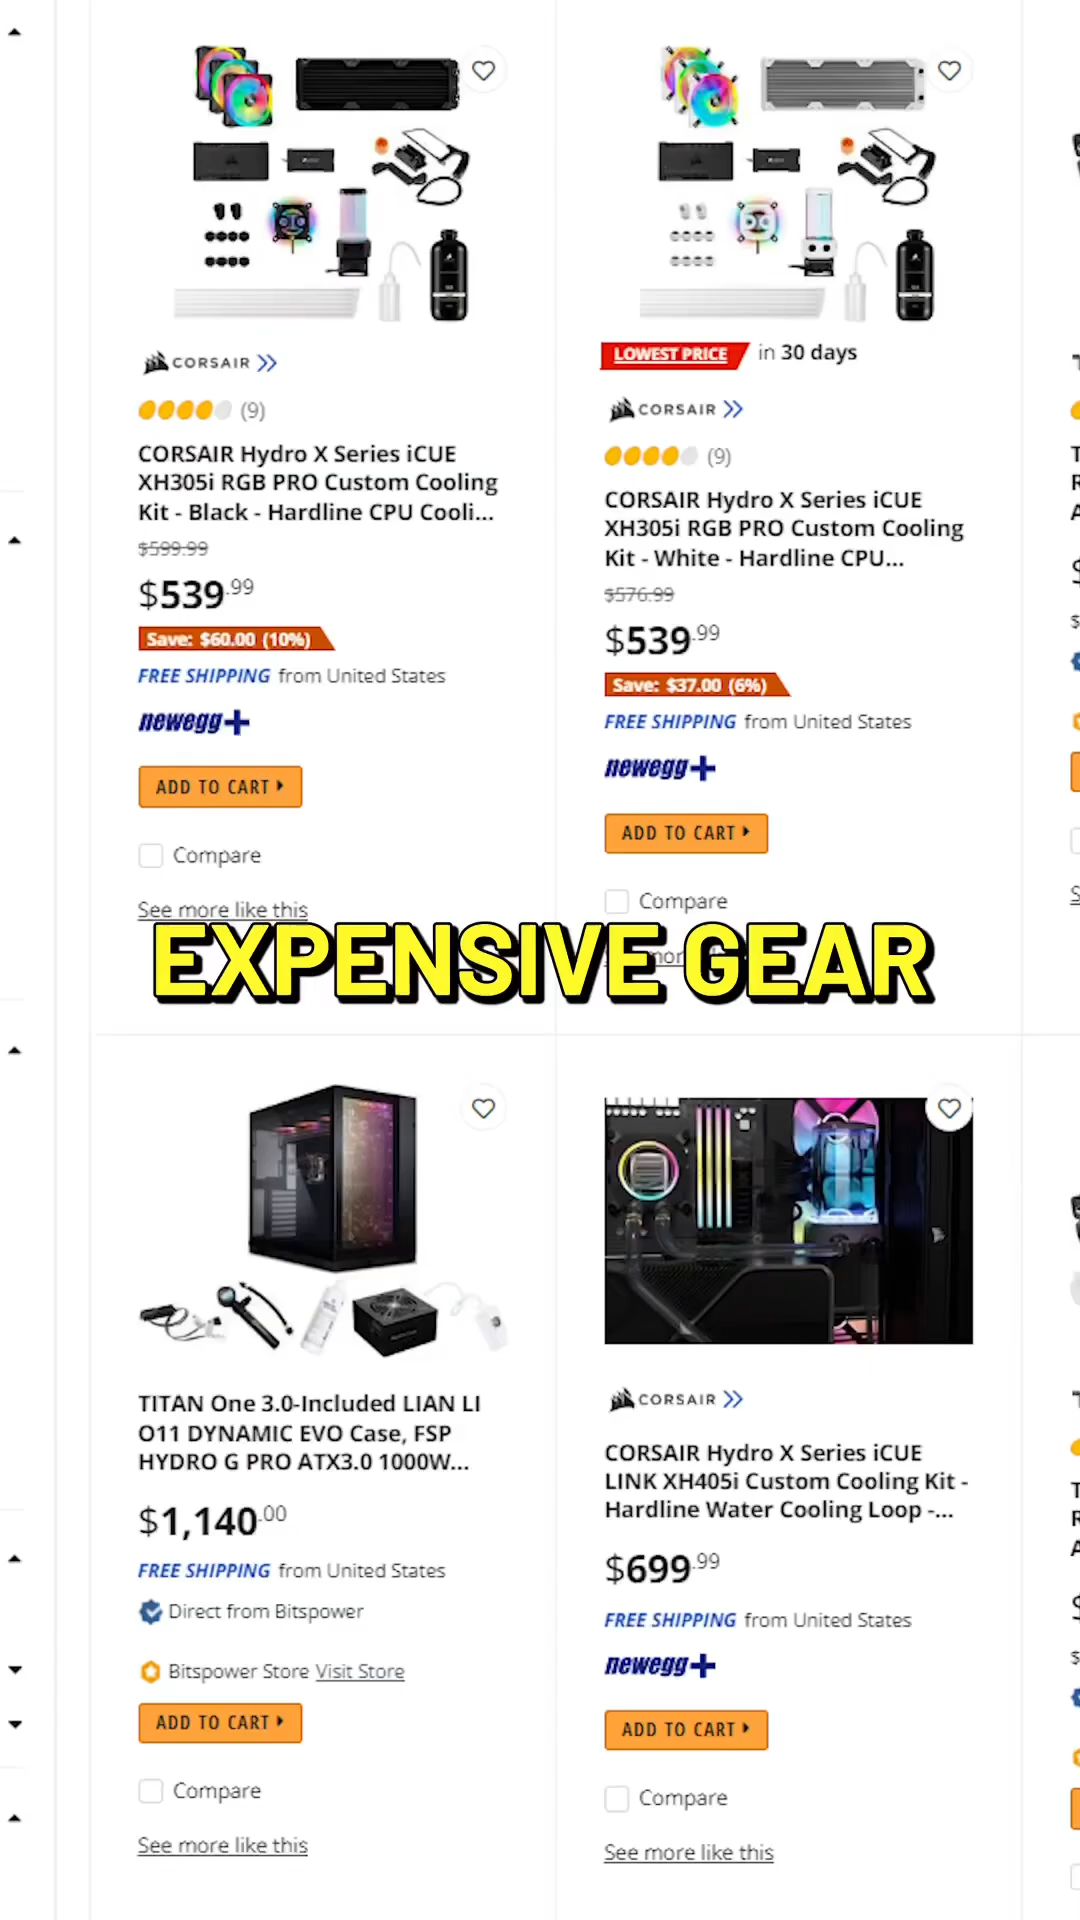 CORSAIR
(9)
CORSAIR Hydro X Series iCUE
XH305i RGB PRO Custom Cooling
Kit - Black - Hardline CPU Cooli...
$599.99
$539.99
Save: $60.00 (10%)
FREE SHIPPING from United States
newegg+
ADD TO CART
Compare
See more like this
LOWEST PRICE in 30 days
CORSAIR
(9)
CORSAIR Hydro X Series iCUE
XH305i RGB PRO Custom Cooling
Kit - White - Hardline CPU...
$576.99
$539.99
Save: $37.00 (6%)
FREE SHIPPING from United States
newegg+
ADD TO CART
Compare
EXPENSIVE GEAR
TITAN One 3.0-Included LIAN LI
O11 DYNAMIC EVO Case, FSP
HYDRO G PRO ATX3.0 1000W...
$1,140.00
FREE SHIPPING from United States
Direct from Bitspower
Bitspower Store Visit Store
ADD TO CART
Compare
See more like this
CORSAIR
CORSAIR Hydro X Series iCUE
LINK XH405i Custom Cooling Kit -
Hardline Water Cooling Loop -...
$699.99
FREE SHIPPING from United States
newegg+
ADD TO CART
Compare
See more like this